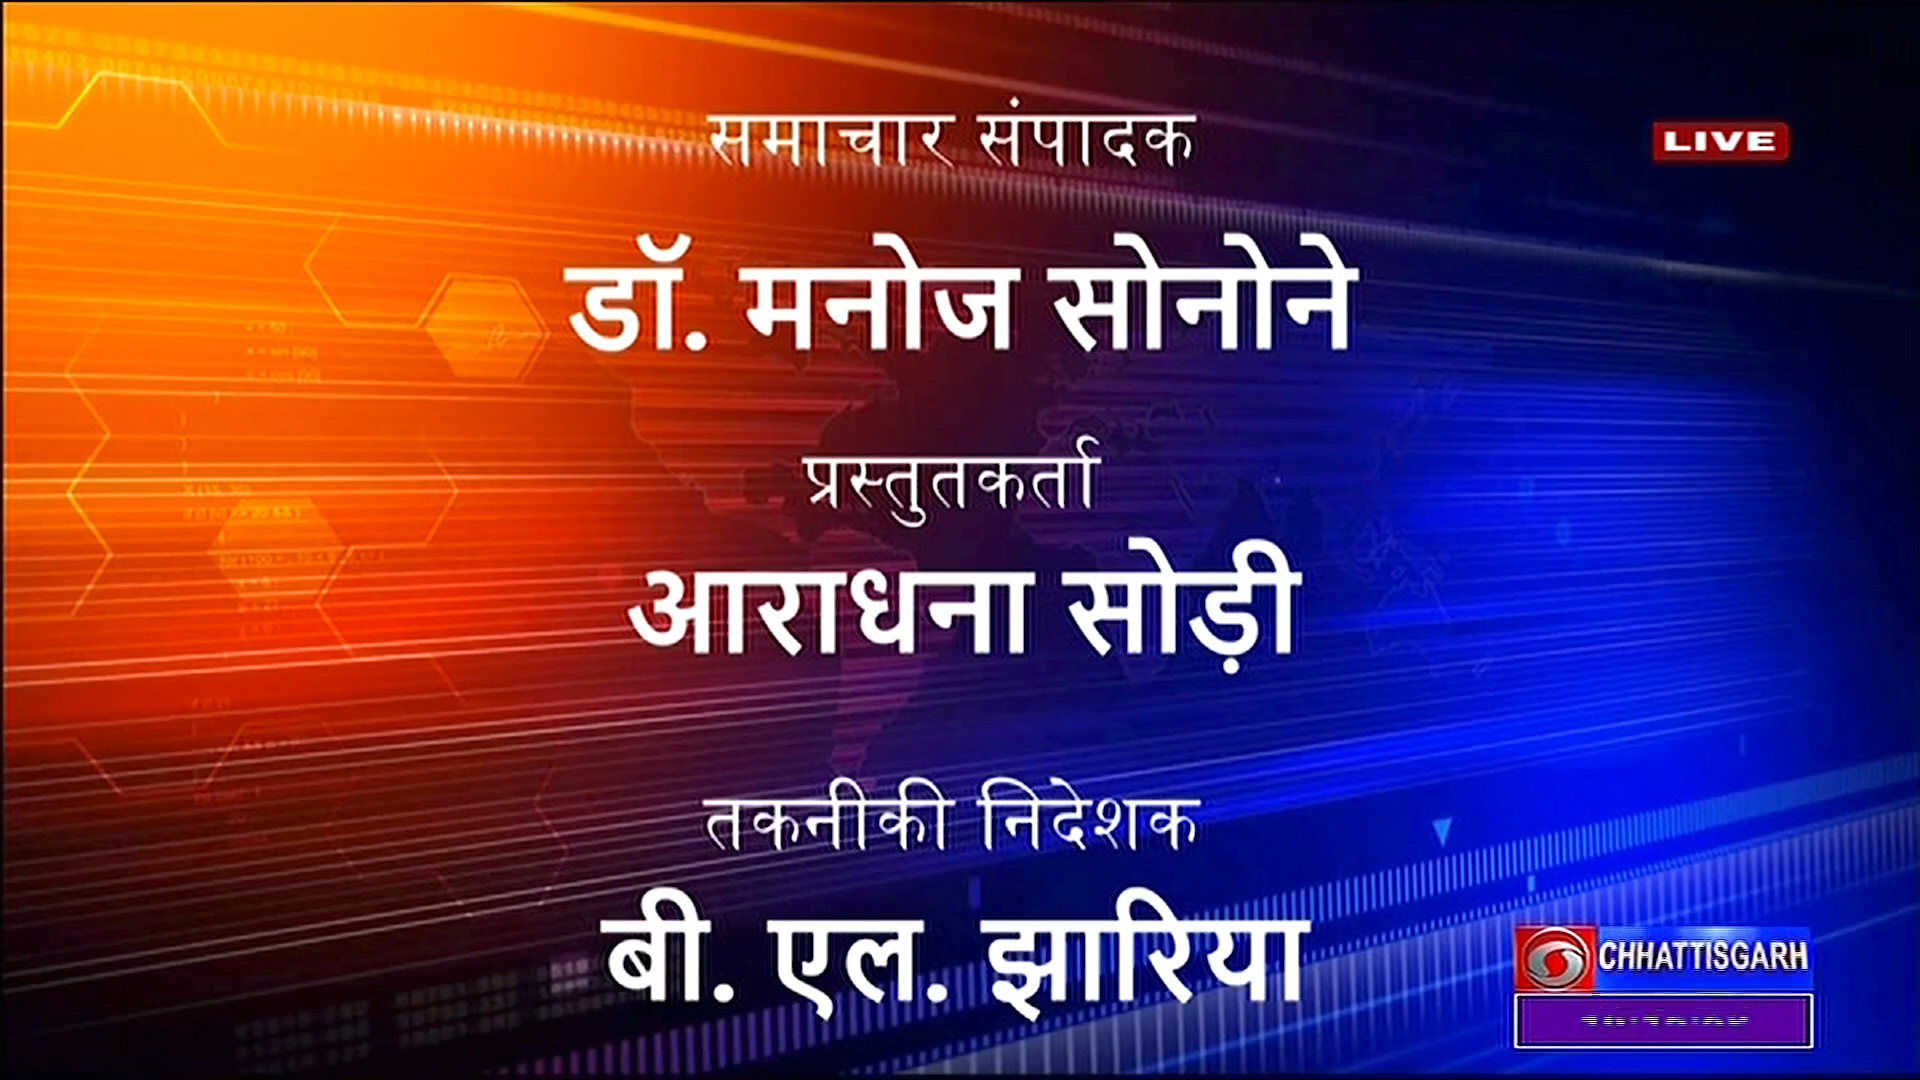 समाचार संपादक
LIVE
डॉ. मनोज सोनोने
प्रस्तुतकर्ता
आराधना सोड़ी
तकनीकी निदेशक
बी. एल. झारिया
CHHATTISGARH